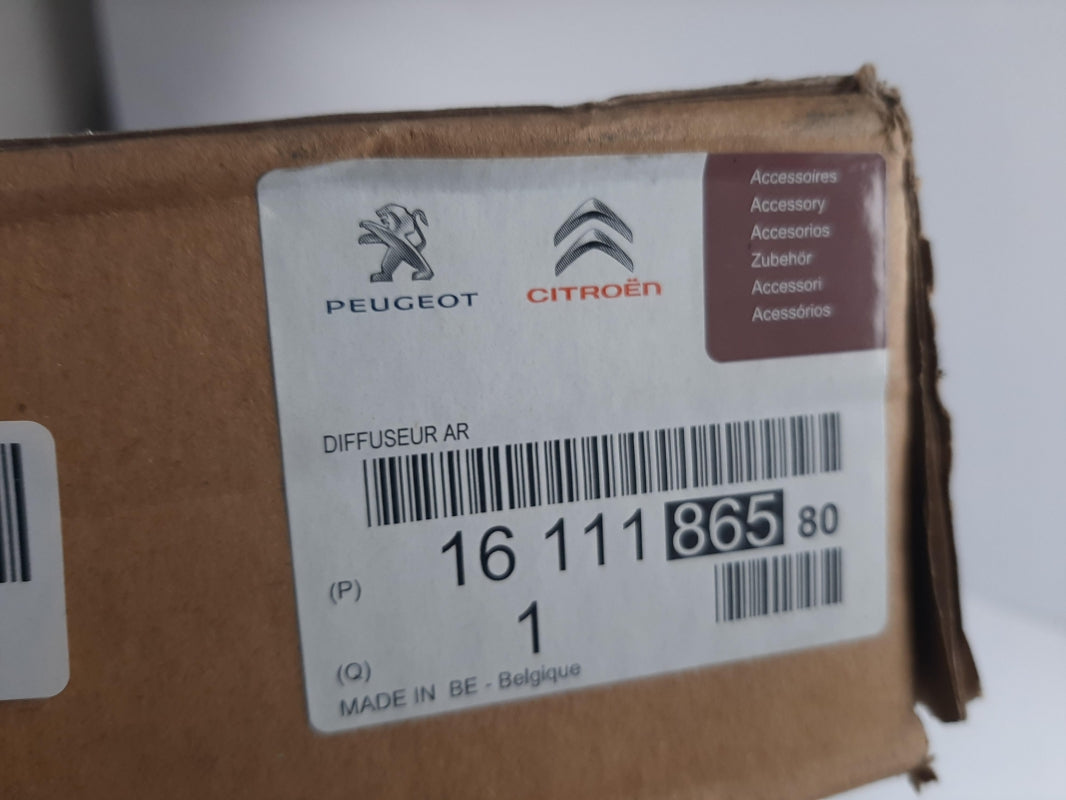 PEUGEOT
CITROËN
Accessoires
Accessory
Accesorios
Zubehör
Accessori
Acessórios
DIFFUSEUR AR
16 111 865 80
(P)
1
(Q)
MADE IN BE - Belgique